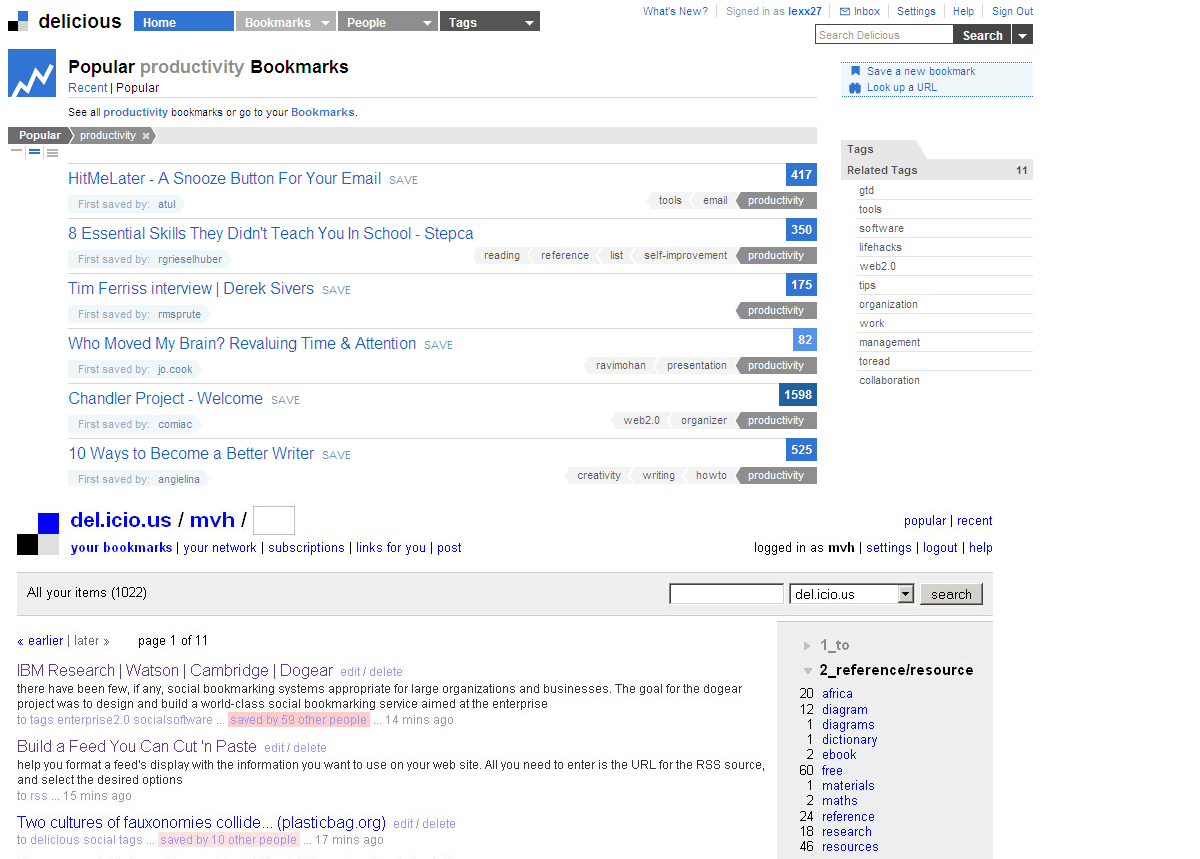 delicious Home Bookmarks People Tags
What's New? Signed in as lexx27 Inbox Settings Help Sign Out
Search Delicious Search
Popular productivity Bookmarks
Recent | Popular
See all productivity bookmarks or go to your Bookmarks.
Popular productivity ×
HitMeLater - A Snooze Button For Your Email SAVE 417
First saved by: atul tools email productivity
8 Essential Skills They Didn't Teach You In School - Stepca 350
First saved by: rgrieselhuber reading reference list self-improvement productivity
Tim Ferriss interview | Derek Sivers SAVE 175
First saved by: rmsprute productivity
Who Moved My Brain? Revaluing Time & Attention SAVE 82
First saved by: jo.cook ravimohan presentation productivity
Chandler Project - Welcome SAVE 1598
First saved by: comiac web2.0 organizer productivity
10 Ways to Become a Better Writer SAVE 525
First saved by: angielina creativity writing howto productivity
Save a new bookmark
Look up a URL
Tags
Related Tags 11
gtd
tools
software
lifehacks
web2.0
tips
organization
work
management
toread
collaboration
del.icio.us / mvh /
popular | recent
your bookmarks | your network | subscriptions | links for you | post
logged in as mvh | settings | logout | help
All your items (1022) del.icio.us search
« earlier | later » page 1 of 11
IBM Research | Watson | Cambridge | Dogear edit / delete
there have been few, if any, social bookmarking systems appropriate for large organizations and businesses. The goal for the dogear
project was to design and build a world-class social bookmarking service aimed at the enterprise
to tags enterprise2.0 socialsoftware ... saved by 59 other people ... 14 mins ago
Build a Feed You Can Cut 'n Paste edit / delete
help you format a feed's display with the information you want to use on your web site. All you need to enter is the URL for the RSS source,
and select the desired options
to rss ... 15 mins ago
Two cultures of fauxonomies collide... (plasticbag.org) edit / delete
to delicious social tags ... saved by 10 other people ... 17 mins ago
1_to
2_reference/resource
20 africa
12 diagram
1 diagrams
1 dictionary
2 ebook
60 free
1 materials
2 maths
24 reference
18 research
46 resources